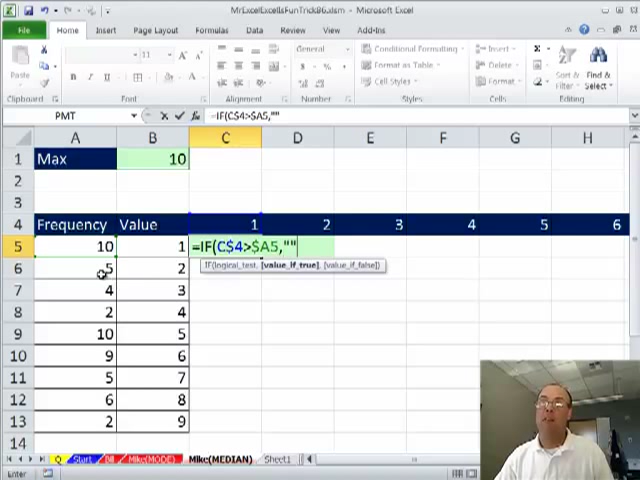 MrExcelExcelIsFunTrick86.xlsm - Microsoft Excel
File Home Insert Page Layout Formulas Data Review View Add-Ins
Paste
General
Conditional Formatting
Format as Table
Cell Styles
Insert
Format
Sort & Filter
Find & Select
Clipboard Font Alignment Number Styles Cells Editing
PMT =IF(C$4>$A5,""
A B C D E F G H
1 Max 10
2
3
4 Frequency Value 1 2 3 4 5 6
5 10 1 =IF(C$4>$A5,""
IF(logical_test, [value_if_true], [value_if_false])
6 5 2
7 4 3
8 2 4
9 10 5
10 9 6
11 5 7
12 6 8
13 2 9
14
Q Start Bill Mike(MODE) Mike(MEDIAN) Sheet1
Enter